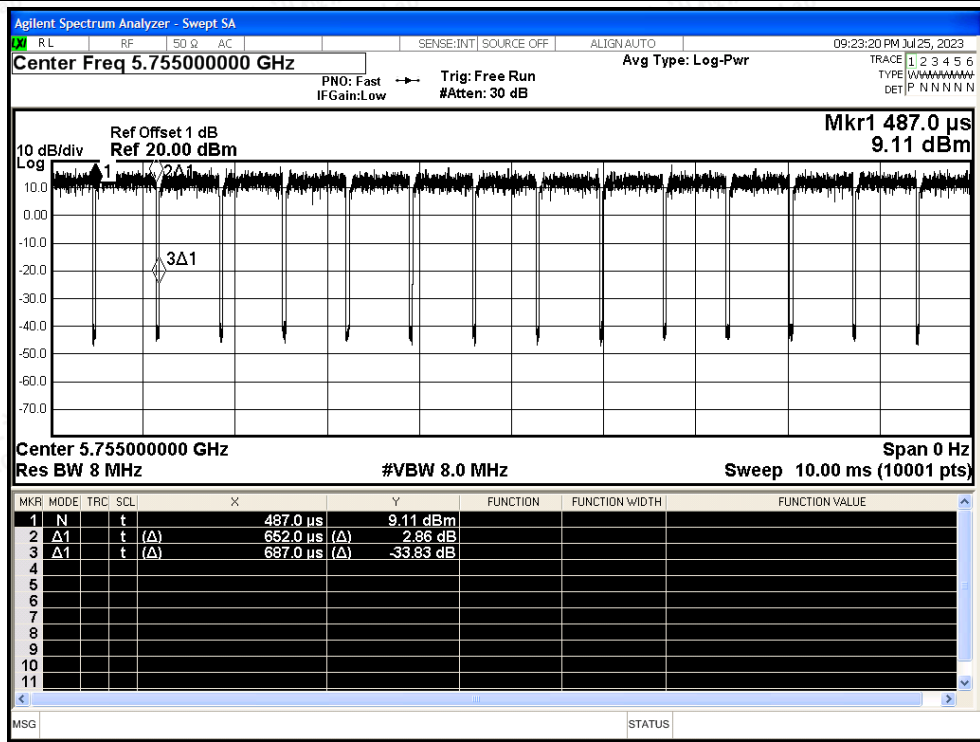 Agilent Spectrum Analyzer - Swept SA
LXI RL RF 50 Ω AC SENSE:INT SOURCE OFF ALIGN AUTO 09:23:20 PM Jul 25, 2023
Center Freq 5.755000000 GHz Avg Type: Log-Pwr TRACE 1 2 3 4 5 6
PNO: Fast Trig: Free Run TYPE WWWWWW
IFGain:Low #Atten: 30 dB DET P N N N N N
Mkr1 487.0 µs
Ref Offset 1 dB
10 dB/div Ref 20.00 dBm 9.11 dBm
Log
1 2Δ1
10.0
0.00
-10.0
3Δ1
-20.0
-30.0
-40.0
-50.0
-60.0
-70.0
Center 5.755000000 GHz Span 0 Hz
Res BW 8 MHz #VBW 8.0 MHz Sweep 10.00 ms (10001 pts)
MKR MODE TRC SCL X Y FUNCTION FUNCTION WIDTH FUNCTION VALUE
1 N t 487.0 µs 9.11 dBm
2 Δ1 t (Δ) 652.0 µs (Δ) 2.86 dB
3 Δ1 t (Δ) 687.0 µs (Δ) -33.83 dB
4
5
6
7
8
9
10
11
MSG STATUS